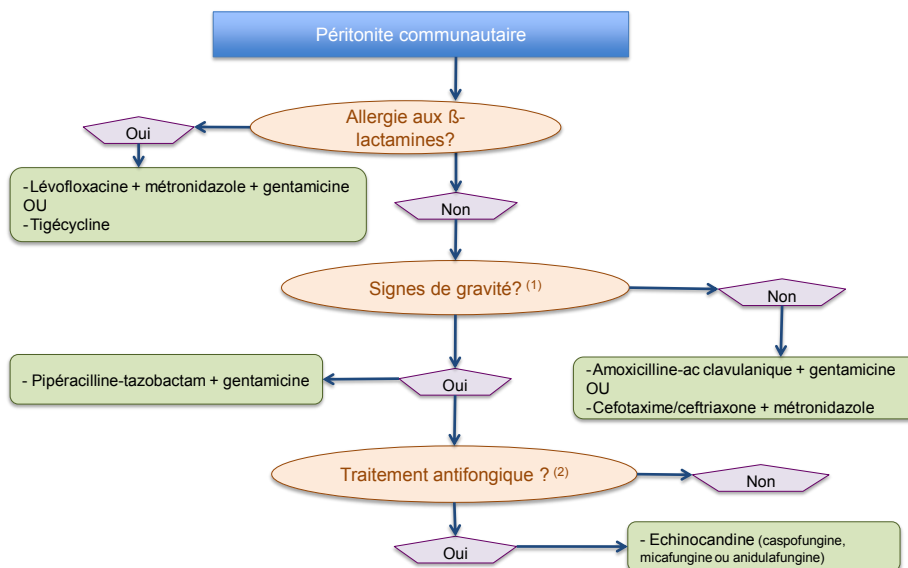 Péritonite communautaire
Allergie aux ß-
lactamines?
Oui
- Lévofloxacine + métronidazole + gentamicine
OU
- Tigécycline
Non
Signes de gravité? (1)
Non
- Amoxicilline-ac clavulanique + gentamicine
OU
- Cefotaxime/ceftriaxone + métronidazole
Oui
- Pipéracilline-tazobactam + gentamicine
Traitement antifongique ? (2)
Non
Oui
- Echinocandine (caspofungine,
micafungine ou anidulafungine)